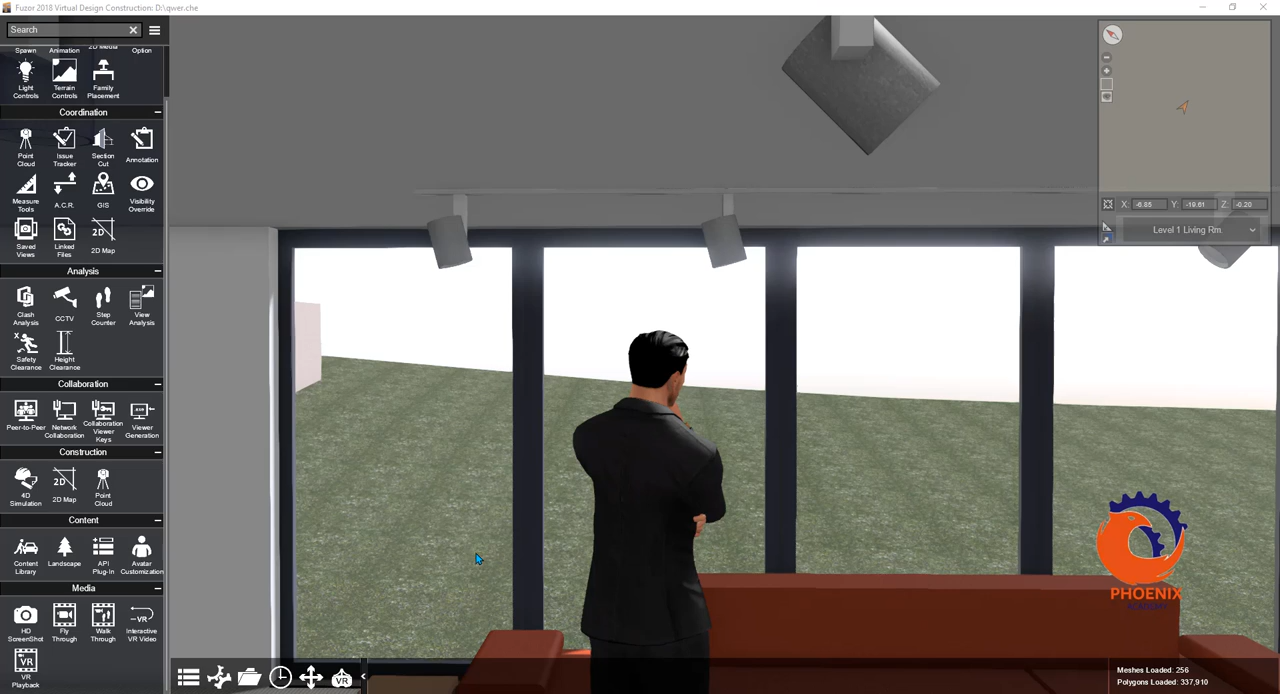 Fuzor 2018 Virtual Design Construction: D:\qwer.che
Search
Spawn
Animation
2D Media
Option
Light
Controls
Terrain
Controls
Family
Placement
Coordination
Point
Cloud
Issue
Tracker
Section
Cut
Annotation
Measure
Tools
A.C.R.
GIS
Visibility
Override
Saved
Views
Linked
Files
2D
2D Map
Analysis
Clash
Analysis
CCTV
Step
Counter
View
Analysis
Safety
Clearance
Height
Clearance
Collaboration
Peer-to-Peer
Network
Collaboration
Collaboration
Viewer
Keys
Viewer
Generation
Construction
4D
Simulation
2D
2D Map
Point
Cloud
Content
Content
Library
Landscape
API
Plug-In
Avatar
Customization
Media
HD
ScreenShot
Fly
Through
Walk
Through
VR
Interactive
VR Video
VR
VR
Playback
VR
X: -6.85 Y: -19.61 Z: -0.20
Level 1 Living Rm.
PHOENIX
ACADEMY
Meshes Loaded: 256
Polygons Loaded: 337,910